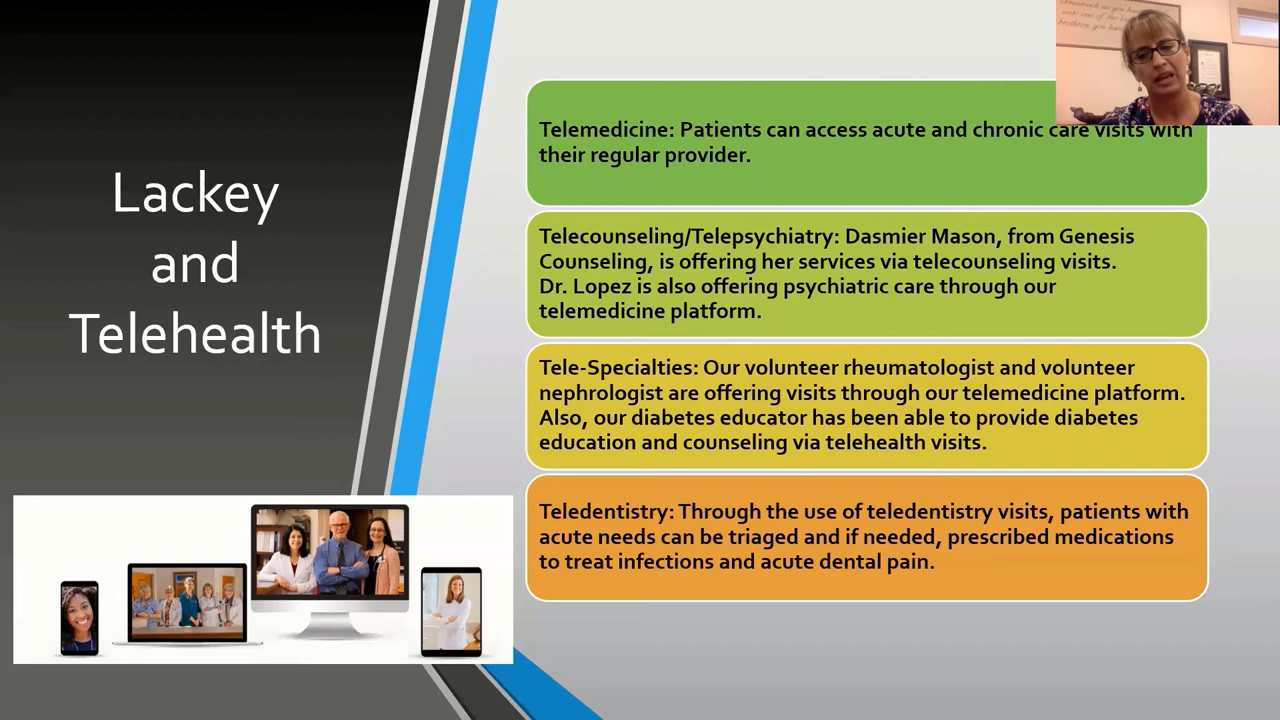 Lackey
and
Telehealth
Telemedicine: Patients can access acute and chronic care visits with
their regular provider.
Telecounseling/Telepsychiatry: Dasmier Mason, from Genesis
Counseling, is offering her services via telecounseling visits.
Dr. Lopez is also offering psychiatric care through our
telemedicine platform.
Tele-Specialties: Our volunteer rheumatologist and volunteer
nephrologist are offering visits through our telemedicine platform.
Also, our diabetes educator has been able to provide diabetes
education and counseling via telehealth visits.
Teledentistry: Through the use of teledentistry visits, patients with
acute needs can be triaged and if needed, prescribed medications
to treat infections and acute dental pain.